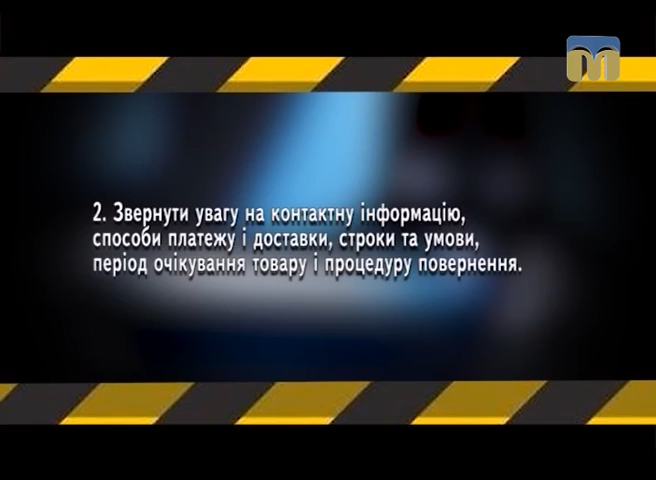 2. Звернути увагу на контактну інформацію,
способи платежу і доставки, строки та умови,
період очікування товару і процедуру повернення.